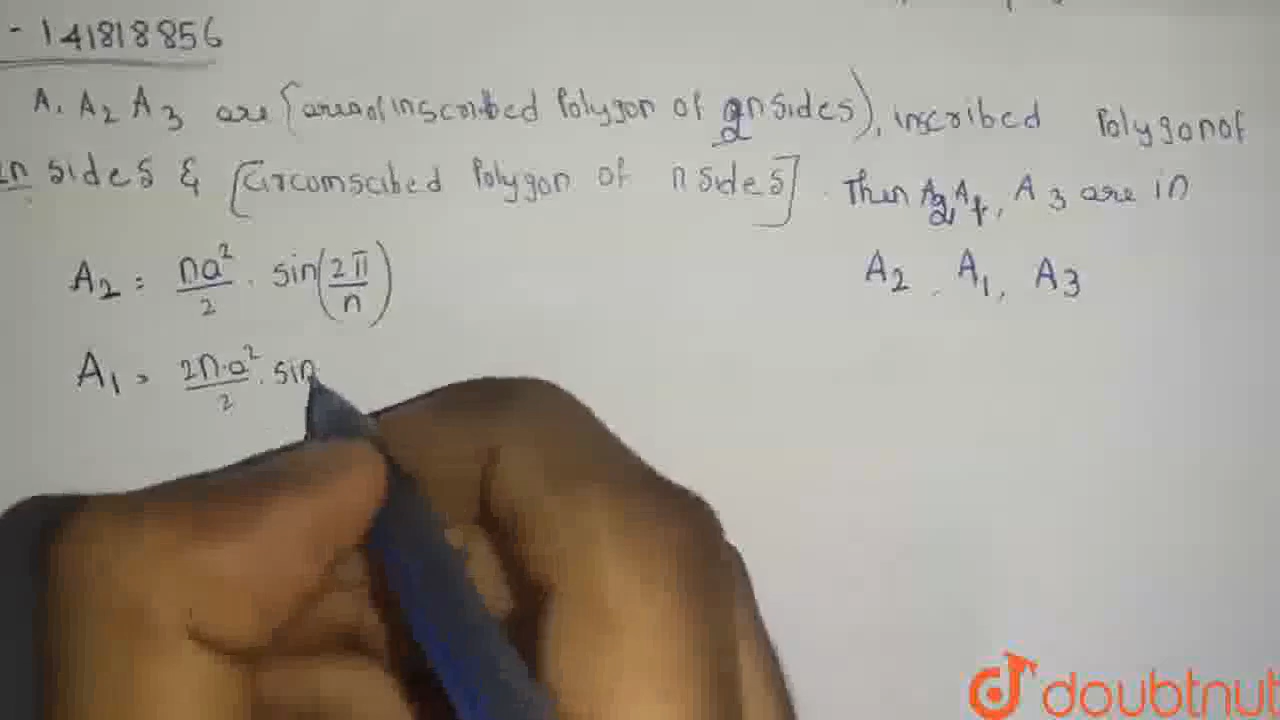 - 141818856
A, A2 A3 are (area of inscribed Polygon of 2n sides), inscribed Polygon of
2n sides & [Circomscibed Polygon of n sides]. Then A2, A1, A3 are in
A2 = na²/2 · sin(2π/n)
A2, A1, A3
A1 = 2n·a²/2 · sin
doubtnut